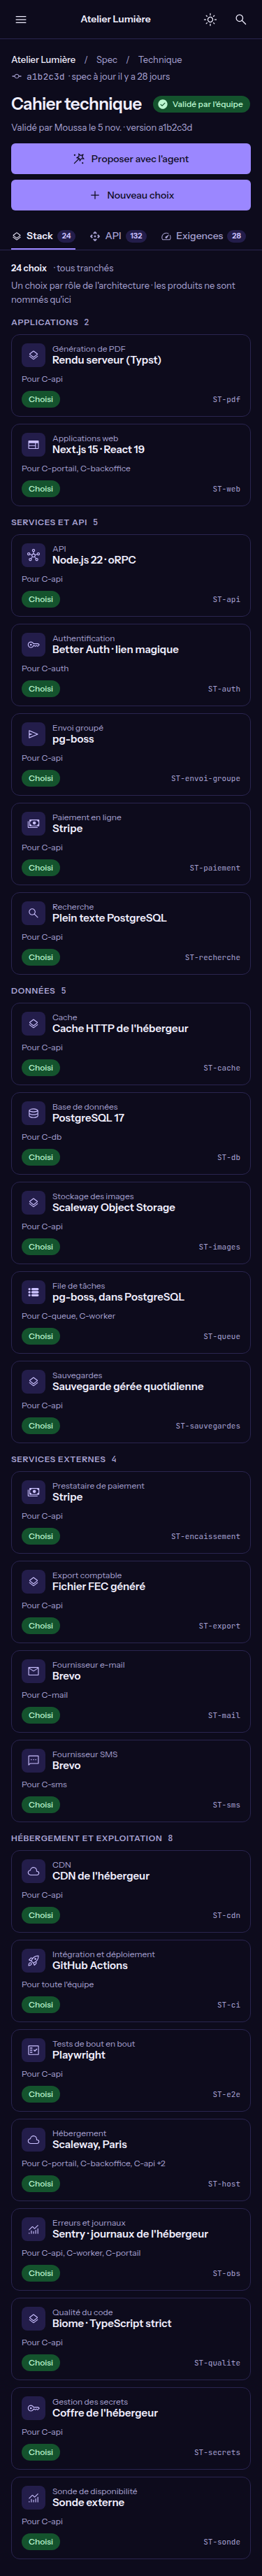 Atelier Lumière
Atelier Lumière / Spec / Technique
a1b2c3d · spec à jour il y a 28 jours
Cahier technique
Validé par l'équipe
Validé par Moussa le 5 nov. · version a1b2c3d
Proposer avec l'agent
Nouveau choix
Stack 24 API 132 Exigences 28
24 choix · tous tranchés
Un choix par rôle de l'architecture · les produits ne sont
nommés qu'ici
APPLICATIONS 2
Génération de PDF
Rendu serveur (Typst)
Pour C-api
Choisi ST-pdf
Applications web
Next.js 15 · React 19
Pour C-portail, C-backoffice
Choisi ST-web
SERVICES ET API 5
API
Node.js 22 · oRPC
Pour C-api
Choisi ST-api
Authentification
Better Auth · lien magique
Pour C-auth
Choisi ST-auth
Envoi groupé
pg-boss
Pour C-api
Choisi ST-envoi-groupe
Paiement en ligne
Stripe
Pour C-api
Choisi ST-paiement
Recherche
Plein texte PostgreSQL
Pour C-api
Choisi ST-recherche
DONNÉES 5
Cache
Cache HTTP de l'hébergeur
Pour C-api
Choisi ST-cache
Base de données
PostgreSQL 17
Pour C-db
Choisi ST-db
Stockage des images
Scaleway Object Storage
Pour C-api
Choisi ST-images
File de tâches
pg-boss, dans PostgreSQL
Pour C-queue, C-worker
Choisi ST-queue
Sauvegardes
Sauvegarde gérée quotidienne
Pour C-api
Choisi ST-sauvegardes
SERVICES EXTERNES 4
Prestataire de paiement
Stripe
Pour C-api
Choisi ST-encaissement
Export comptable
Fichier FEC généré
Pour C-api
Choisi ST-export
Fournisseur e-mail
Brevo
Pour C-mail
Choisi ST-mail
Fournisseur SMS
Brevo
Pour C-sms
Choisi ST-sms
HÉBERGEMENT ET EXPLOITATION 8
CDN
CDN de l'hébergeur
Pour C-api
Choisi ST-cdn
Intégration et déploiement
GitHub Actions
Pour toute l'équipe
Choisi ST-ci
Tests de bout en bout
Playwright
Pour C-api
Choisi ST-e2e
Hébergement
Scaleway, Paris
Pour C-portail, C-backoffice, C-api +2
Choisi ST-host
Erreurs et journaux
Sentry · journaux de l'hébergeur
Pour C-api, C-worker, C-portail
Choisi ST-obs
Qualité du code
Biome · TypeScript strict
Pour C-api
Choisi ST-qualite
Gestion des secrets
Coffre de l'hébergeur
Pour C-api
Choisi ST-secrets
Sonde de disponibilité
Sonde externe
Pour C-api
Choisi ST-sonde